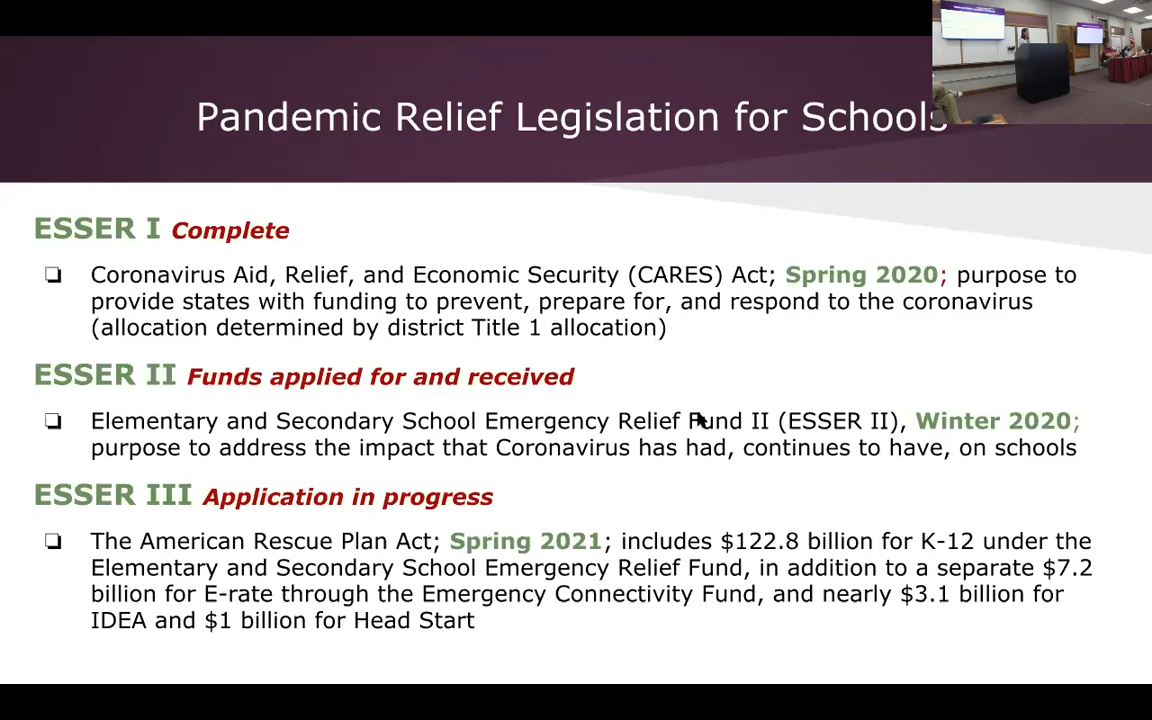 Pandemic Relief Legislation for Schools
ESSER I Complete
❏ Coronavirus Aid, Relief, and Economic Security (CARES) Act; Spring 2020; purpose to
provide states with funding to prevent, prepare for, and respond to the coronavirus
(allocation determined by district Title 1 allocation)
ESSER II Funds applied for and received
❏ Elementary and Secondary School Emergency Relief Fund II (ESSER II), Winter 2020;
purpose to address the impact that Coronavirus has had, continues to have, on schools
ESSER III Application in progress
❏ The American Rescue Plan Act; Spring 2021; includes $122.8 billion for K-12 under the
Elementary and Secondary School Emergency Relief Fund, in addition to a separate $7.2
billion for E-rate through the Emergency Connectivity Fund, and nearly $3.1 billion for
IDEA and $1 billion for Head Start